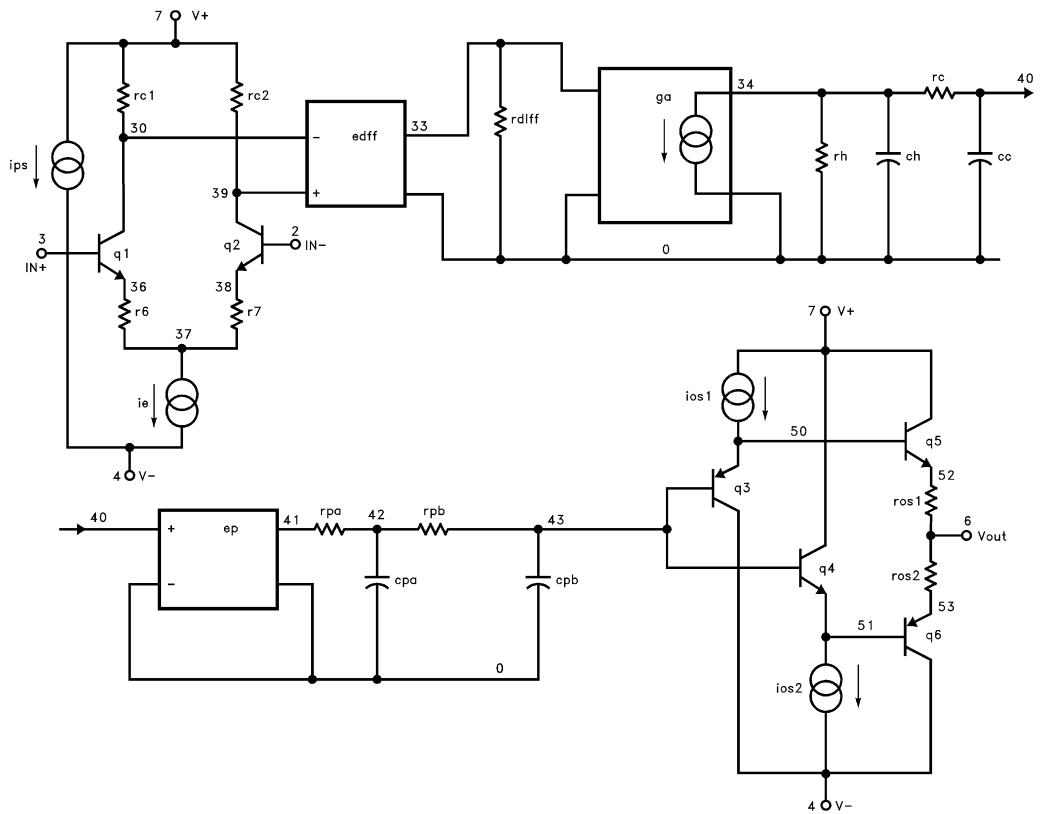 7 V+
rc1
rc2
30
33
edff
−
+
rdiff
ga
34
rc
40
rh
ch
cc
ips
39
3
IN+
q1
q2
2
IN-
0
36
38
r6
r7
37
ie
4 V-
7 V+
ios1
50
q5
q3
52
ros1
6
Vout
40
+
ep
−
41
rpa
42
rpb
43
cpa
cpb
q4
ros2
53
51
q6
0
ios2
4 V-